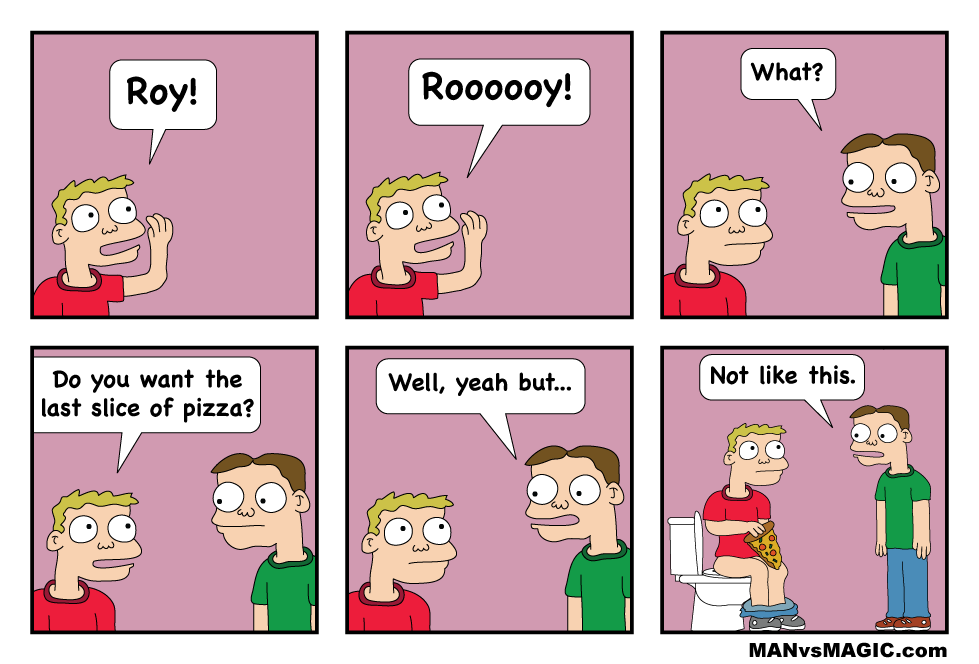 Roy!
Roooooy!
What?
Do you want the
last slice of pizza?
Well, yeah but...
Not like this.
MANvsMAGIC.com